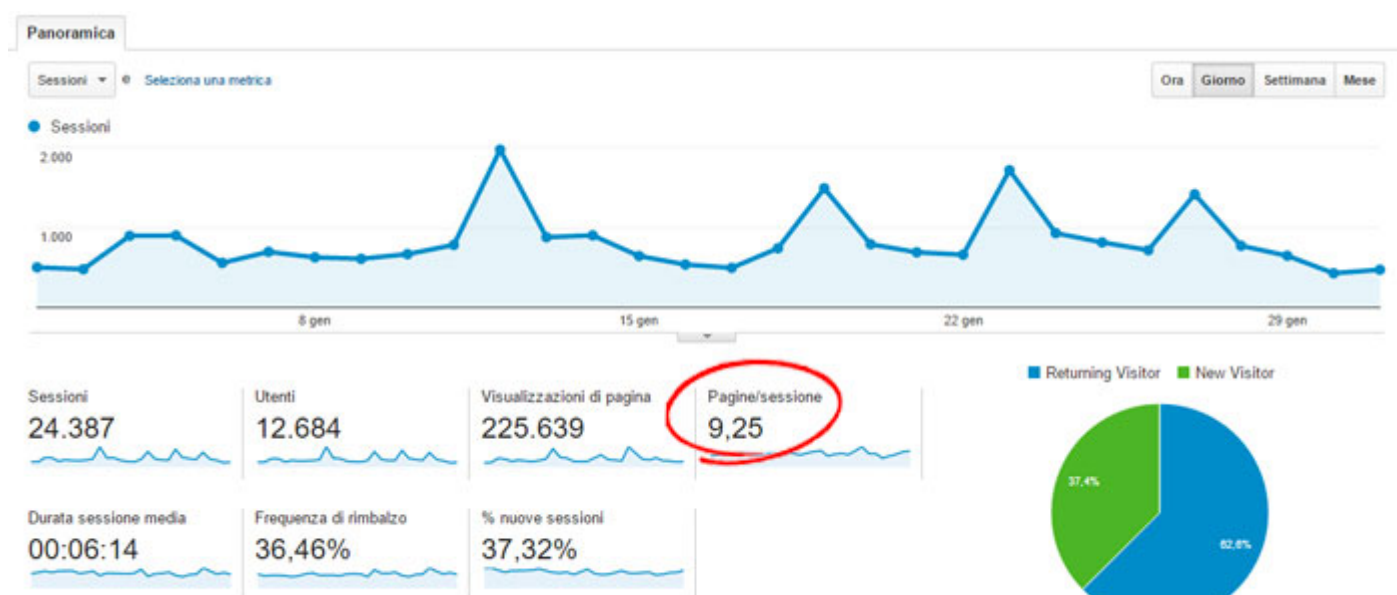 Panoramica
Sessioni e Seleziona una metrica
Ora Giorno Settimana Mese
Sessioni
2.000
1.000
8 gen 15 gen 22 gen 29 gen
Returning Visitor New Visitor
Sessioni Utenti Visualizzazioni di pagina Pagine/sessione
24.387 12.684 225.639 9,25
37,4%
Durata sessione media Frequenza di rimbalzo % nuove sessioni
00:06:14 36,46% 37,32%
62,6%